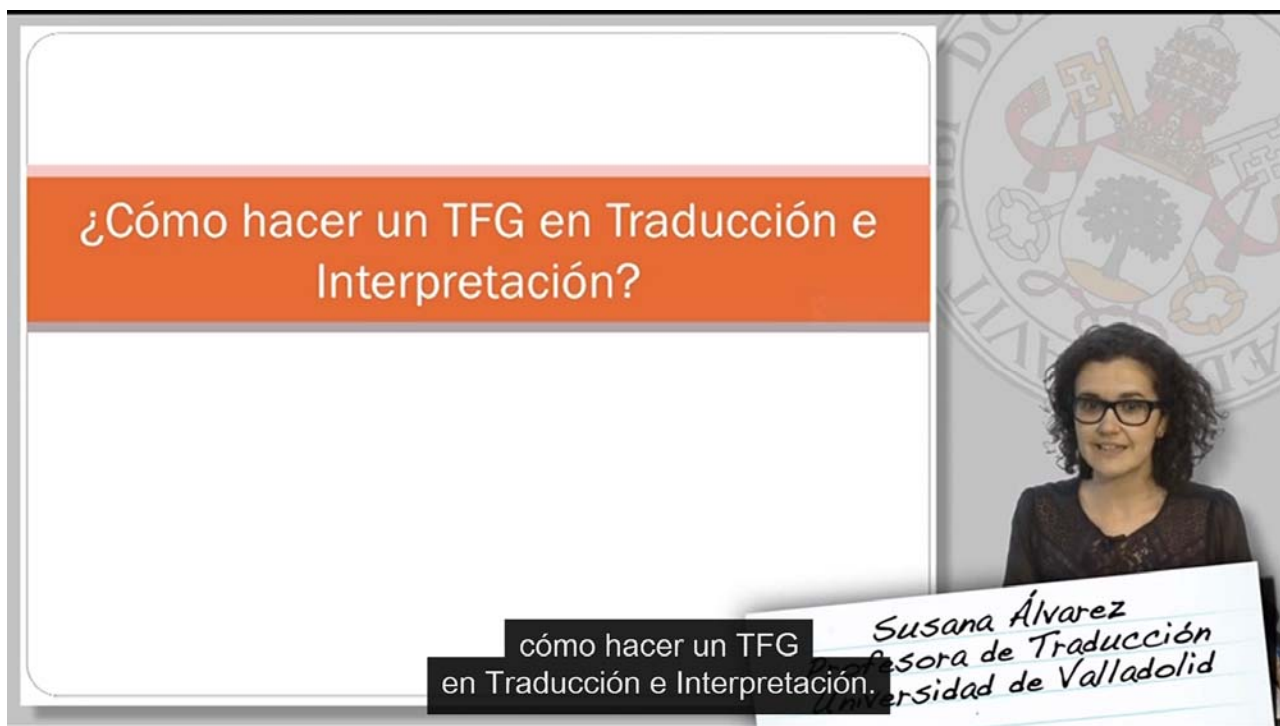 ¿Cómo hacer un TFG en Traducción e
Interpretación?
Susana Álvarez
Profesora de Traducción
Universidad de Valladolid
cómo hacer un TFG
en Traducción e Interpretación.